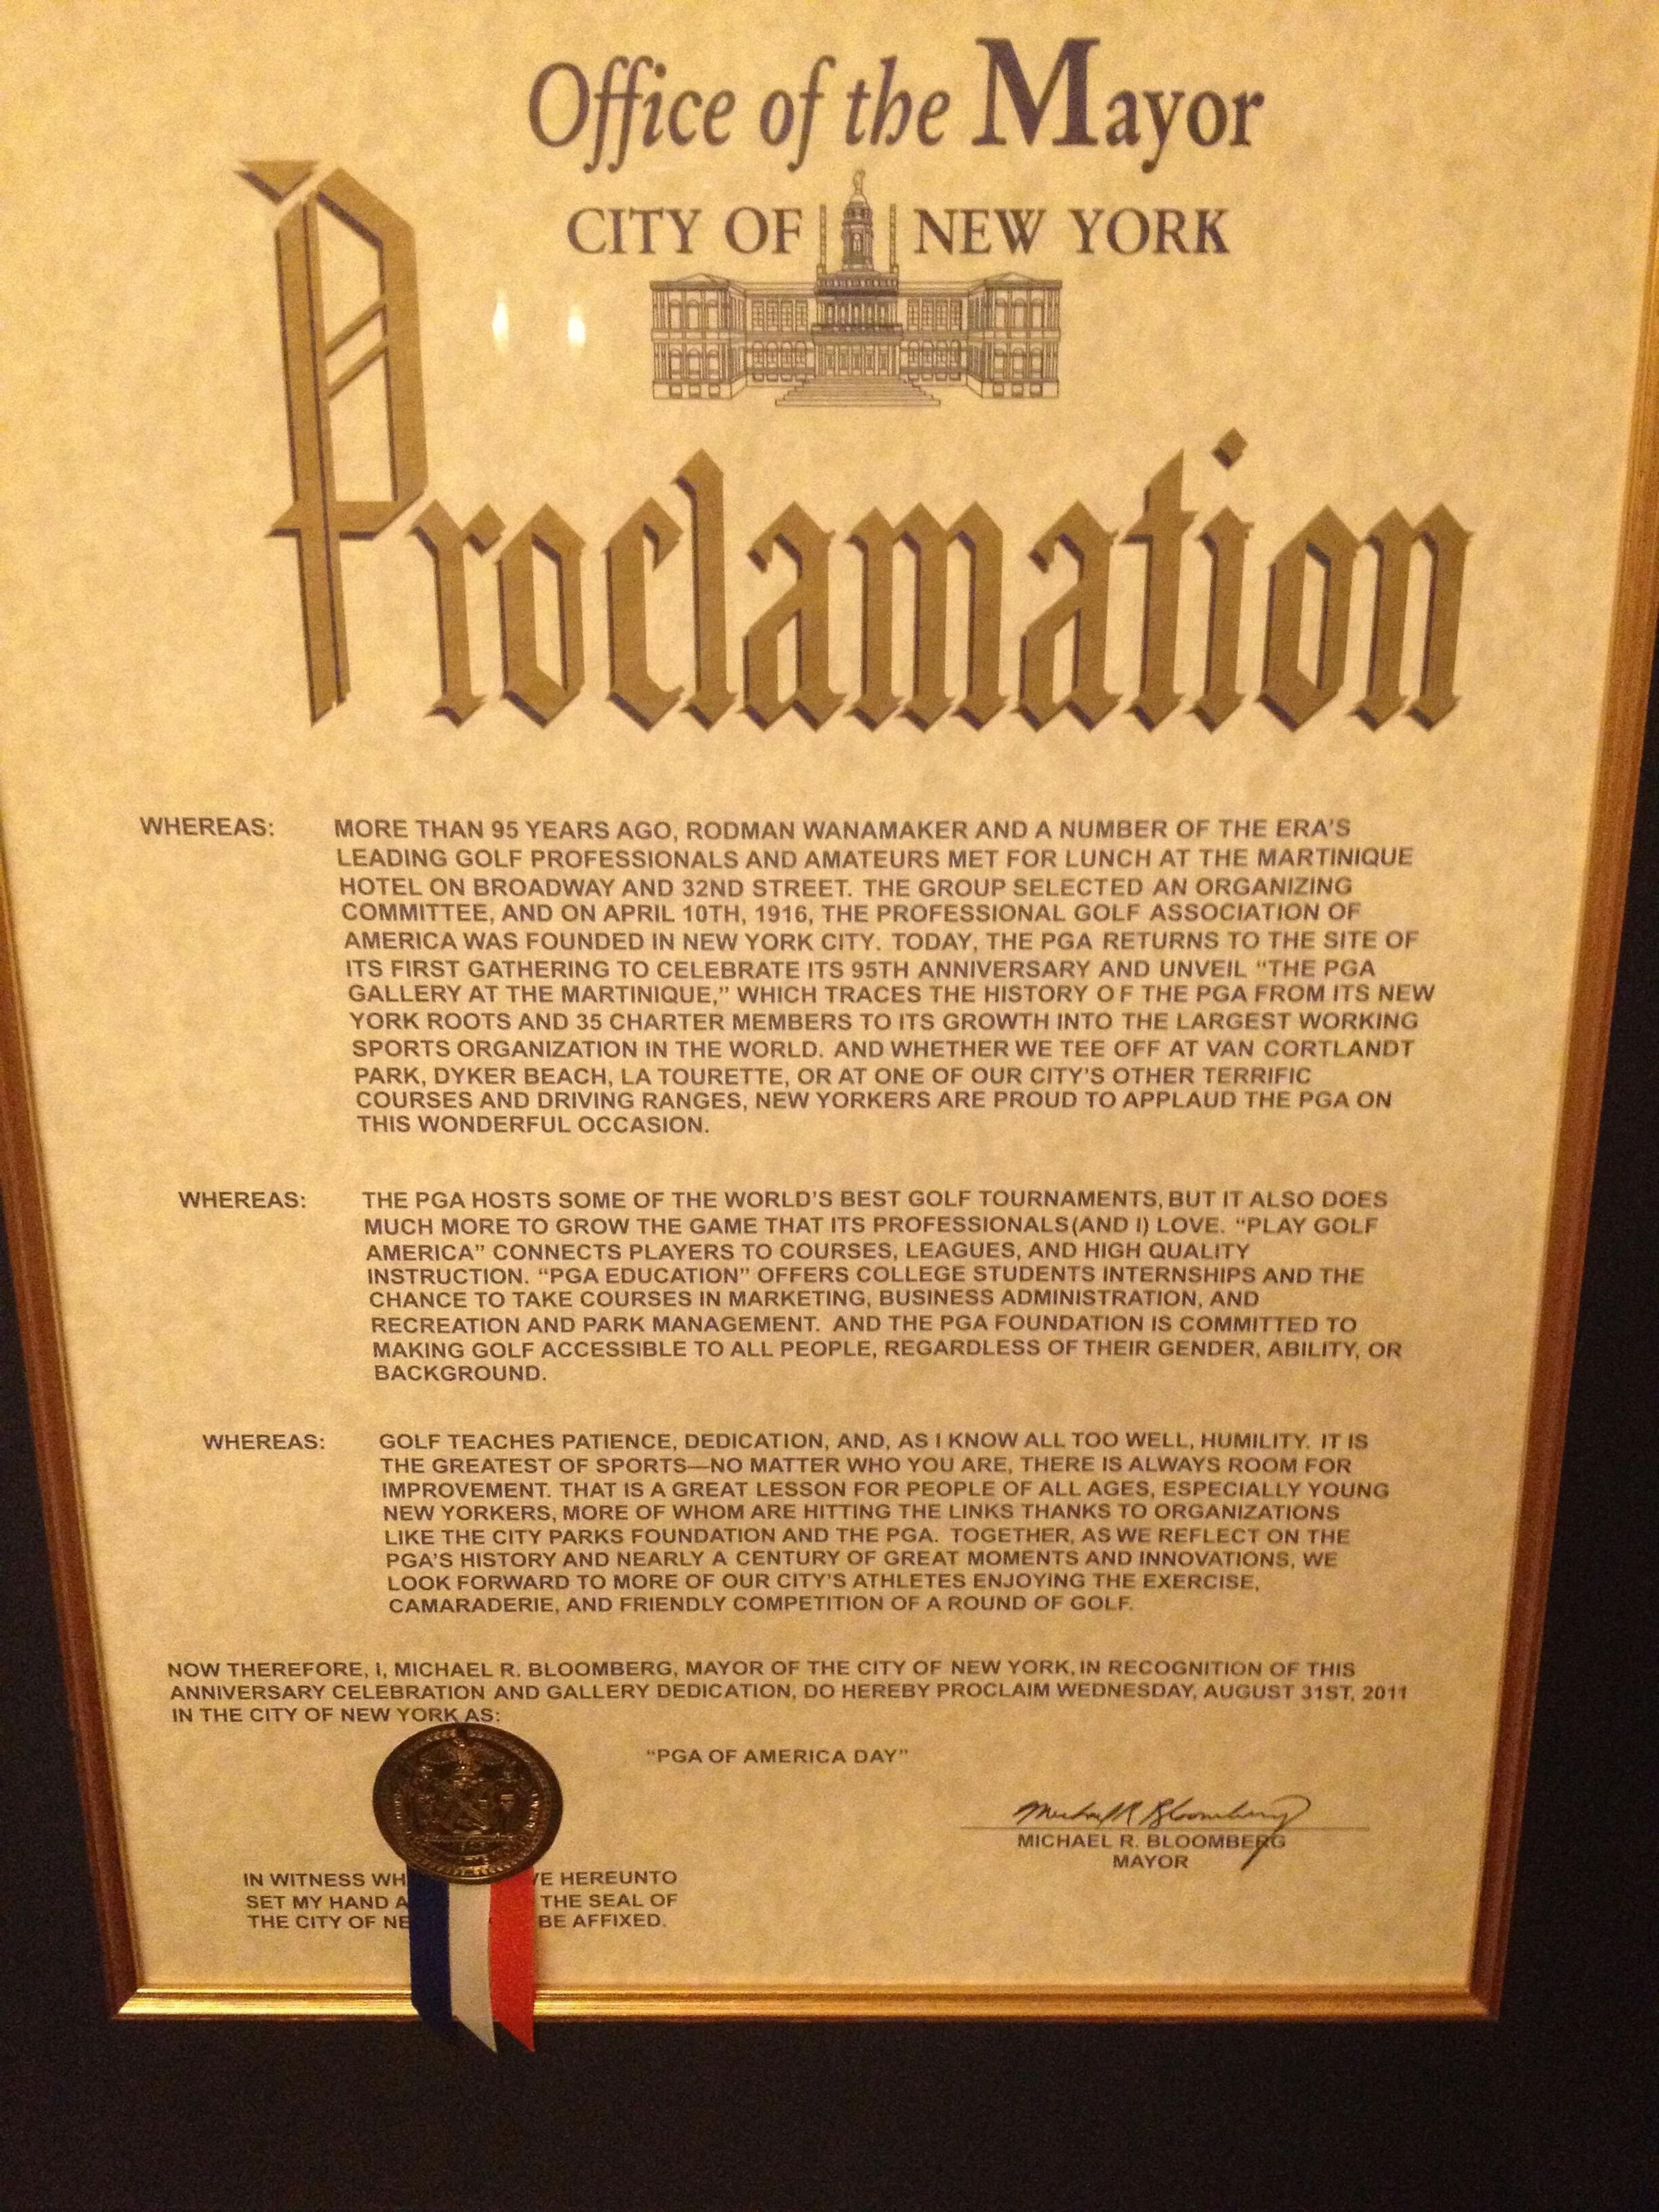 Office of the Mayor
CITY OF NEW YORK
Proclamation
WHEREAS: MORE THAN 95 YEARS AGO, RODMAN WANAMAKER AND A NUMBER OF THE ERA'S
LEADING GOLF PROFESSIONALS AND AMATEURS MET FOR LUNCH AT THE MARTINIQUE
HOTEL ON BROADWAY AND 32ND STREET. THE GROUP SELECTED AN ORGANIZING
COMMITTEE, AND ON APRIL 10TH, 1916, THE PROFESSIONAL GOLF ASSOCIATION OF
AMERICA WAS FOUNDED IN NEW YORK CITY. TODAY, THE PGA RETURNS TO THE SITE OF
ITS FIRST GATHERING TO CELEBRATE ITS 95TH ANNIVERSARY AND UNVEIL “THE PGA
GALLERY AT THE MARTINIQUE,” WHICH TRACES THE HISTORY OF THE PGA FROM ITS NEW
YORK ROOTS AND 35 CHARTER MEMBERS TO ITS GROWTH INTO THE LARGEST WORKING
SPORTS ORGANIZATION IN THE WORLD. AND WHETHER WE TEE OFF AT VAN CORTLANDT
PARK, DYKER BEACH, LA TOURETTE, OR AT ONE OF OUR CITY'S OTHER TERRIFIC
COURSES AND DRIVING RANGES, NEW YORKERS ARE PROUD TO APPLAUD THE PGA ON
THIS WONDERFUL OCCASION.
WHEREAS: THE PGA HOSTS SOME OF THE WORLD'S BEST GOLF TOURNAMENTS, BUT IT ALSO DOES
MUCH MORE TO GROW THE GAME THAT ITS PROFESSIONALS(AND I) LOVE. “PLAY GOLF
AMERICA” CONNECTS PLAYERS TO COURSES, LEAGUES, AND HIGH QUALITY
INSTRUCTION. “PGA EDUCATION” OFFERS COLLEGE STUDENTS INTERNSHIPS AND THE
CHANCE TO TAKE COURSES IN MARKETING, BUSINESS ADMINISTRATION, AND
RECREATION AND PARK MANAGEMENT. AND THE PGA FOUNDATION IS COMMITTED TO
MAKING GOLF ACCESSIBLE TO ALL PEOPLE, REGARDLESS OF THEIR GENDER, ABILITY, OR
BACKGROUND.
WHEREAS: GOLF TEACHES PATIENCE, DEDICATION, AND, AS I KNOW ALL TOO WELL, HUMILITY. IT IS
THE GREATEST OF SPORTS—NO MATTER WHO YOU ARE, THERE IS ALWAYS ROOM FOR
IMPROVEMENT. THAT IS A GREAT LESSON FOR PEOPLE OF ALL AGES, ESPECIALLY YOUNG
NEW YORKERS, MORE OF WHOM ARE HITTING THE LINKS THANKS TO ORGANIZATIONS
LIKE THE CITY PARKS FOUNDATION AND THE PGA. TOGETHER, AS WE REFLECT ON THE
PGA'S HISTORY AND NEARLY A CENTURY OF GREAT MOMENTS AND INNOVATIONS, WE
LOOK FORWARD TO MORE OF OUR CITY'S ATHLETES ENJOYING THE EXERCISE,
CAMARADERIE, AND FRIENDLY COMPETITION OF A ROUND OF GOLF.
NOW THEREFORE, I, MICHAEL R. BLOOMBERG, MAYOR OF THE CITY OF NEW YORK, IN RECOGNITION OF THIS
ANNIVERSARY CELEBRATION AND GALLERY DEDICATION, DO HEREBY PROCLAIM WEDNESDAY, AUGUST 31ST, 2011
IN THE CITY OF NEW YORK AS:
“PGA OF AMERICA DAY”
Michael R Bloomberg
MICHAEL R. BLOOMBERG
MAYOR
IN WITNESS WH VE HEREUNTO
SET MY HAND A THE SEAL OF
THE CITY OF NE BE AFFIXED.